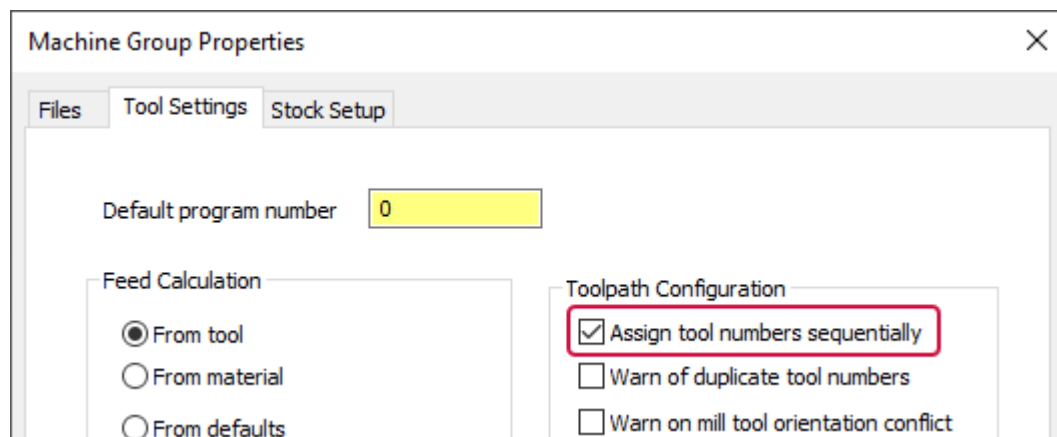 Machine Group Properties
Files Tool Settings Stock Setup
Default program number 0
Feed Calculation
From tool
From material
From defaults
Toolpath Configuration
Assign tool numbers sequentially
Warn of duplicate tool numbers
Warn on mill tool orientation conflict